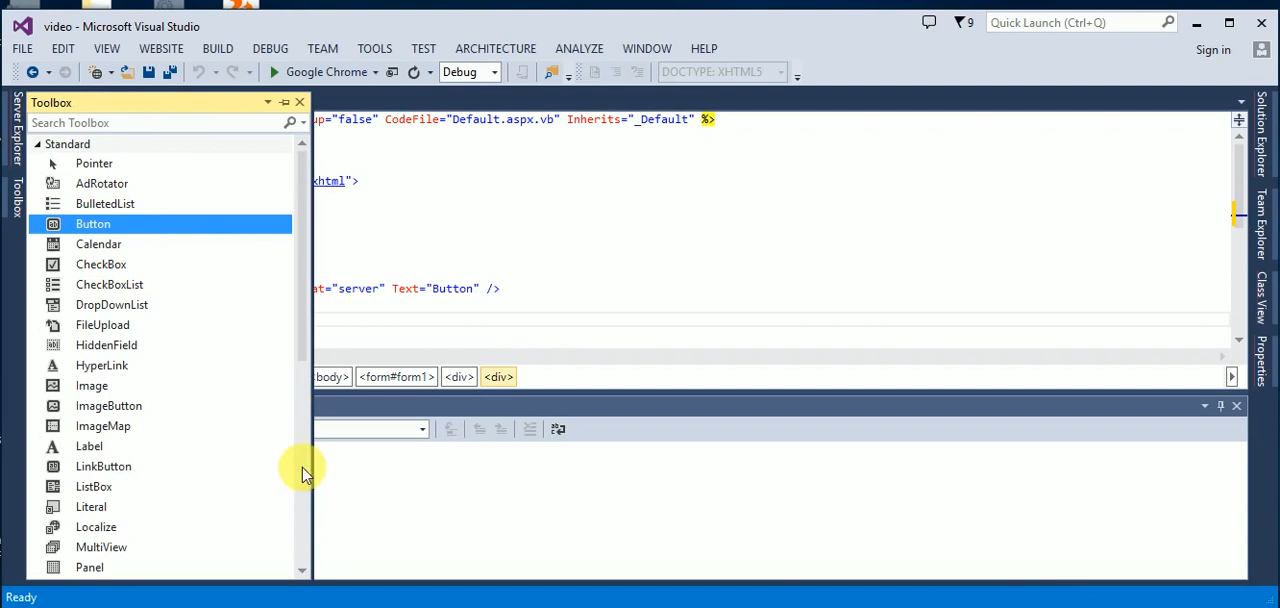 video - Microsoft Visual Studio
9
Quick Launch (Ctrl+Q)
FILE EDIT VIEW WEBSITE BUILD DEBUG TEAM TOOLS TEST ARCHITECTURE ANALYZE WINDOW HELP
Sign in
Google Chrome
Debug
DOCTYPE: XHTML5
Server Explorer
Toolbox
Toolbox
Search Toolbox
Standard
Pointer
AdRotator
BulletedList
Button
Calendar
CheckBox
CheckBoxList
DropDownList
FileUpload
HiddenField
HyperLink
Image
ImageButton
ImageMap
Label
LinkButton
ListBox
Literal
Localize
MultiView
Panel
up="false" CodeFile="Default.aspx.vb" Inherits="_Default" %>
xhtml">
at="server" Text="Button" />
body> <form#form1> <div> <div>
Solution Explorer
Team Explorer
Class View
Properties
Ready